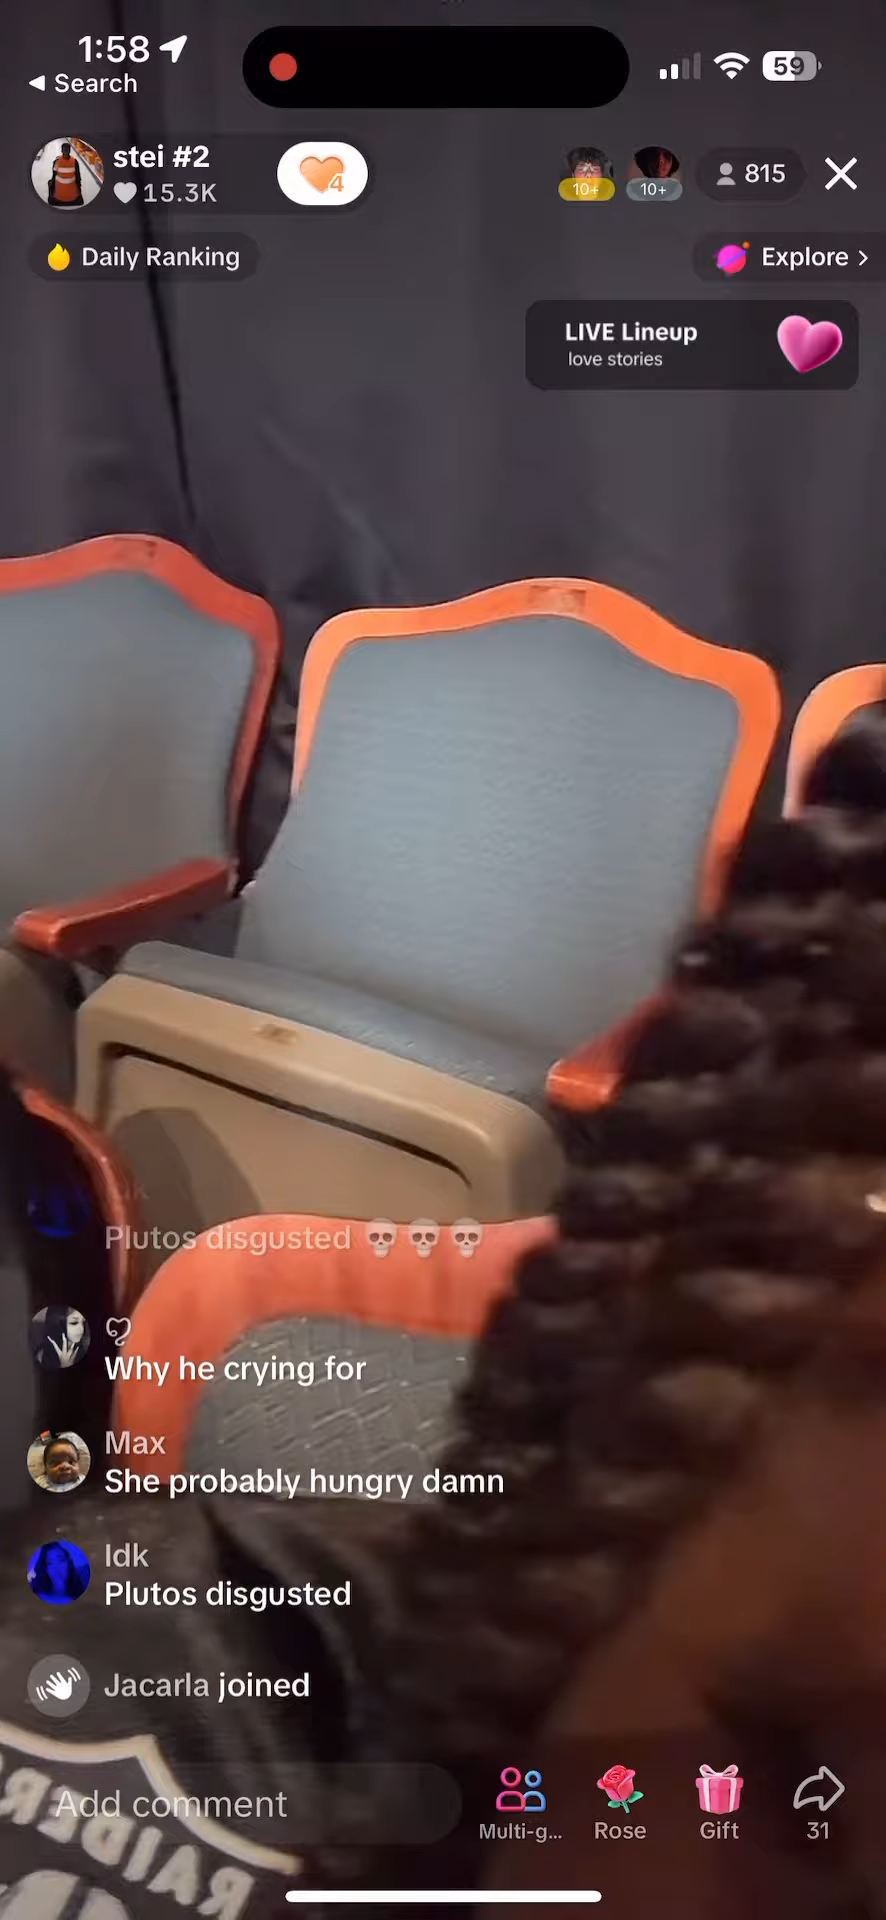 1:58
59
Search
stei #2
15.3K
4
10+
10+
815
Daily Ranking
Explore
LIVE Lineup
love stories
Idk
Plutos disgusted 💀💀💀
Why he crying for
Max
She probably hungry damn
Idk
Plutos disgusted
Jacarla joined
Add comment
Multi-g...
Rose
Gift
31
RAIDERS